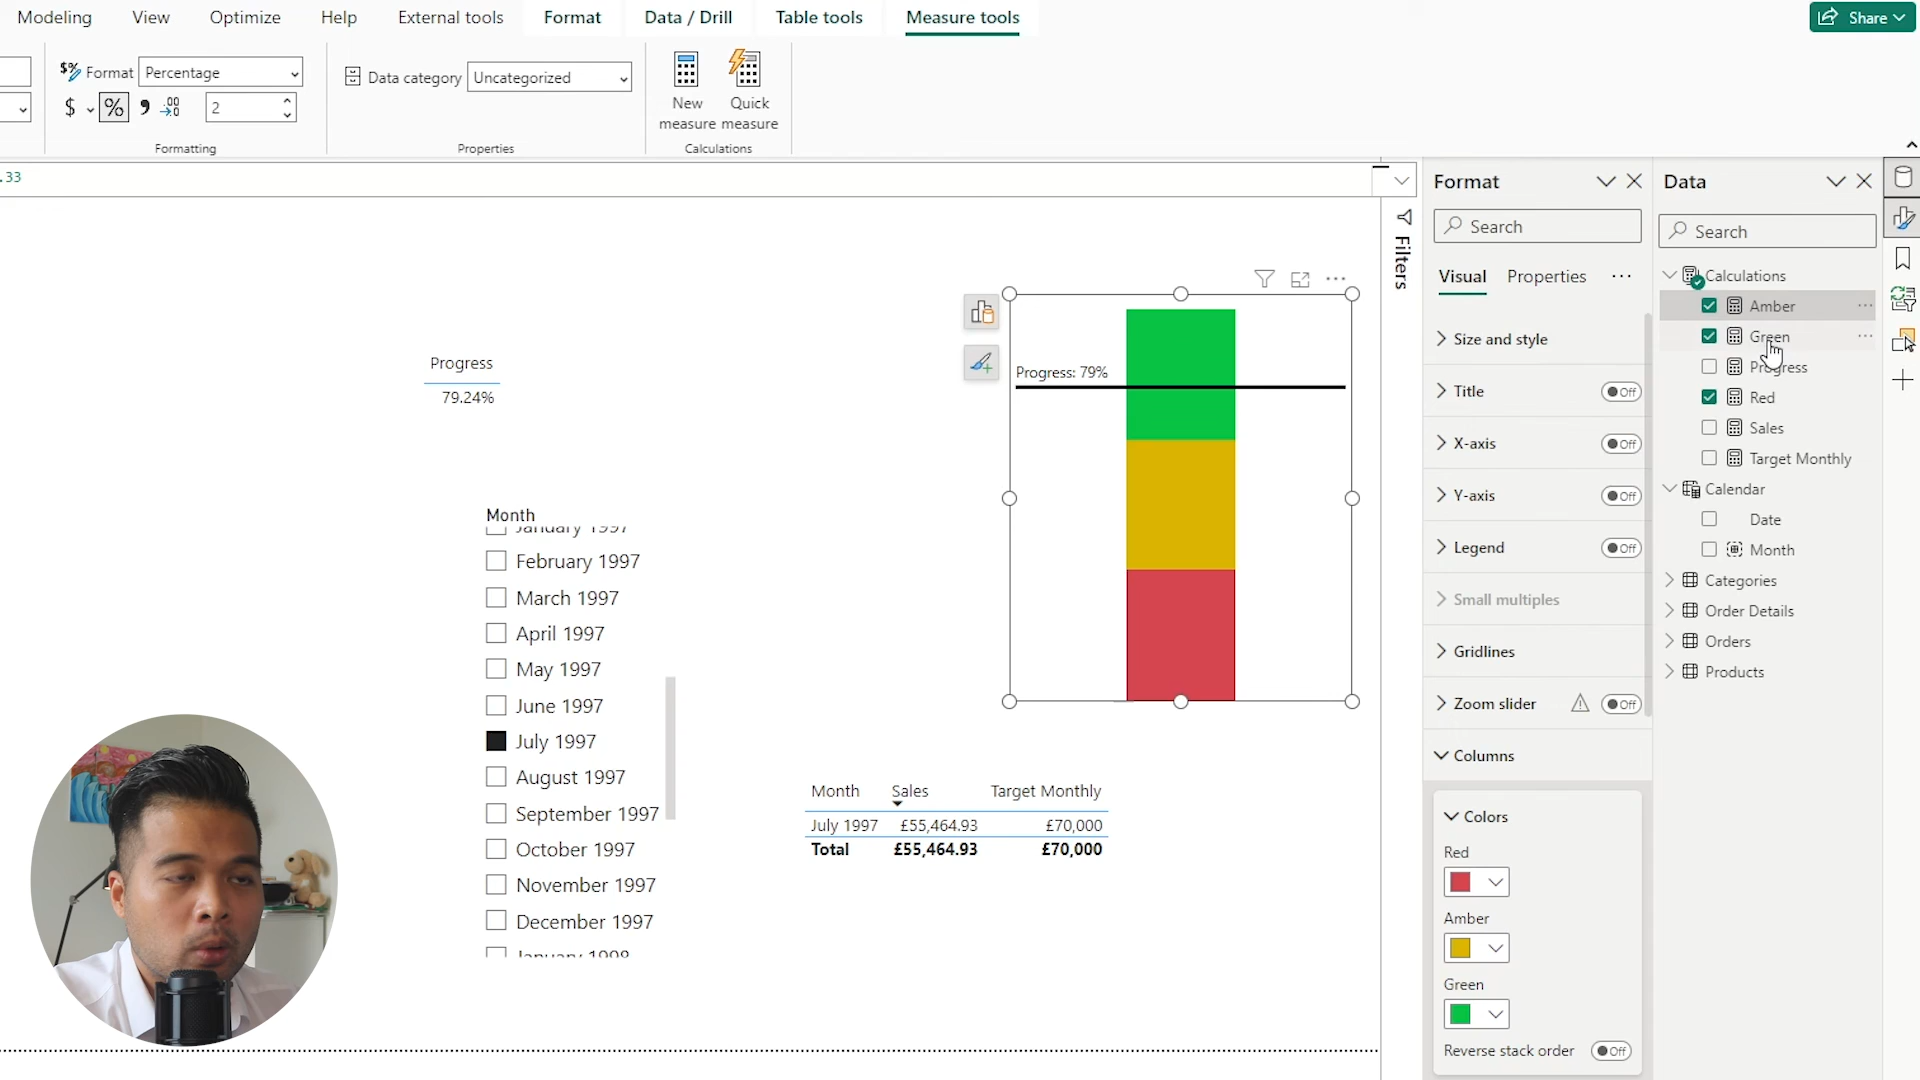 Modeling
View
Optimize
Help
External tools
Format
Data / Drill
Table tools
Measure tools
Share
$% Format
Percentage
Data category
Uncategorized
$
%
2
New measure
Quick measure
Formatting
Properties
Calculations
.33
Filters
Format
Search
Visual
Properties
Size and style
Title
Off
X-axis
Off
Y-axis
Off
Legend
Off
Small multiples
Gridlines
Zoom slider
Off
Columns
Colors
Red
Amber
Green
Reverse stack order
Off
Data
Search
Calculations
Amber
Green
Progress
Red
Sales
Target Monthly
Calendar
Date
Month
Categories
Order Details
Orders
Products
Progress
79.24%
Progress: 79%
Month
January 1997
February 1997
March 1997
April 1997
May 1997
June 1997
July 1997
August 1997
September 1997
October 1997
November 1997
December 1997
January 1998
Month Sales Target Monthly
July 1997 £55,464.93 £70,000
Total £55,464.93 £70,000